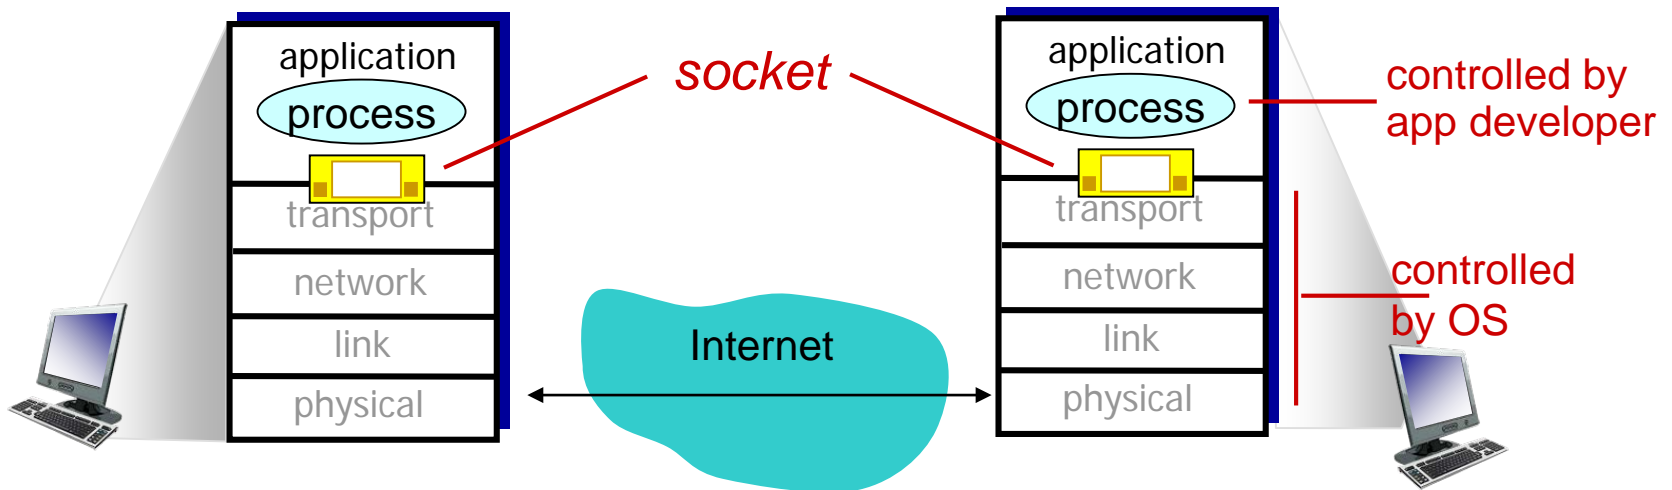 application
process
transport
network
link
physical
socket
Internet
application
process
transport
network
link
physical
controlled by
app developer
controlled
by OS